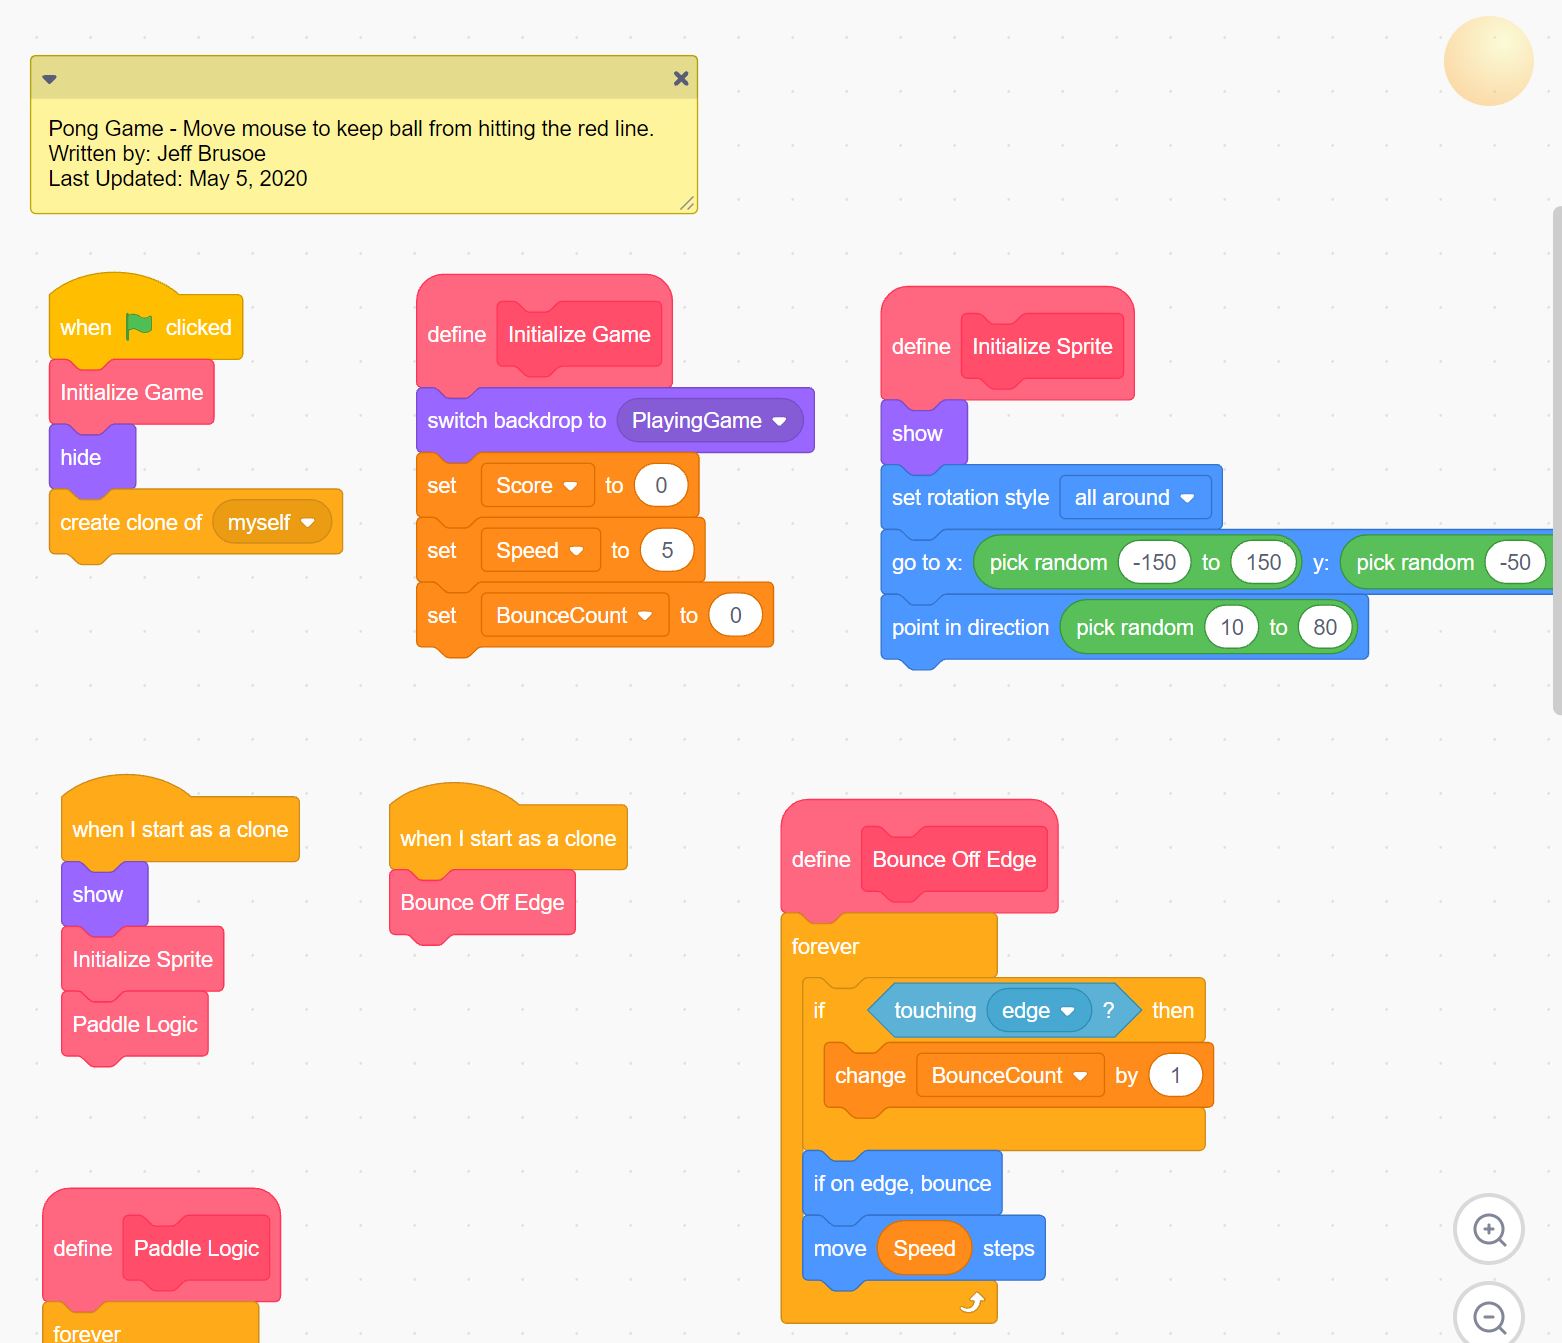 Pong Game - Move mouse to keep ball from hitting the red line.
Written by: Jeff Brusoe
Last Updated: May 5, 2020
when clicked
Initialize Game
hide
create clone of myself
define Initialize Game
switch backdrop to PlayingGame
set Score to 0
set Speed to 5
set BounceCount to 0
define Initialize Sprite
show
set rotation style all around
go to x: pick random -150 to 150 y: pick random -50
point in direction pick random 10 to 80
when I start as a clone
show
Initialize Sprite
Paddle Logic
when I start as a clone
Bounce Off Edge
define Bounce Off Edge
forever
if touching edge ? then
change BounceCount by 1
if on edge, bounce
move Speed steps
define Paddle Logic
forever